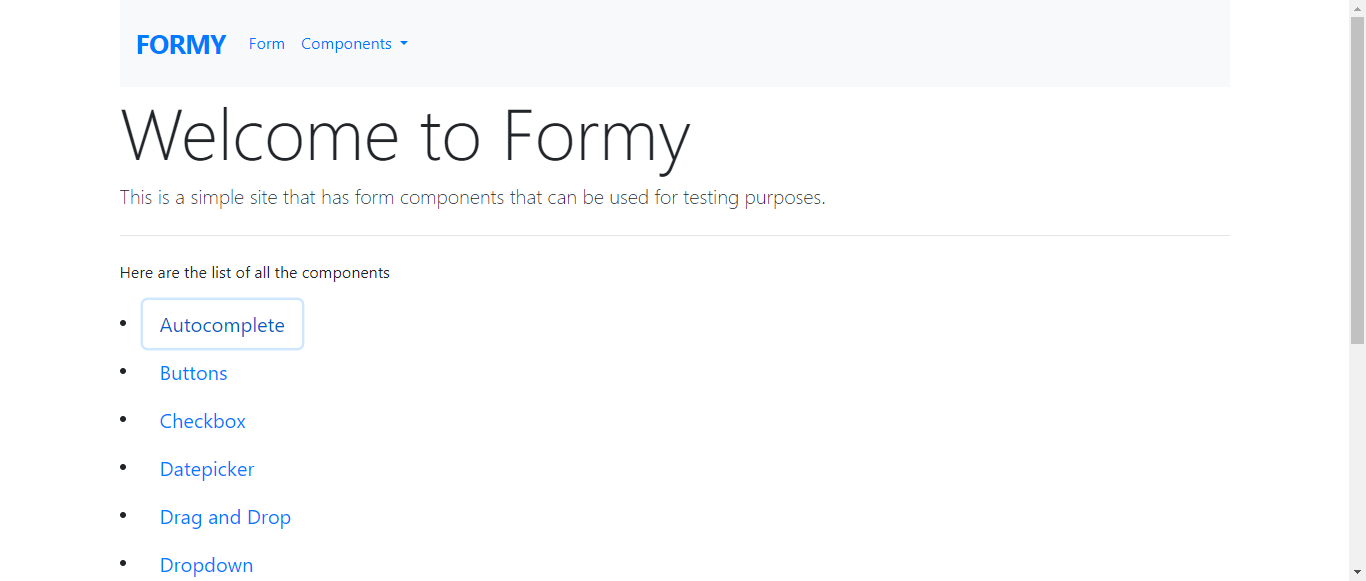 FORMY Form Components
Welcome to Formy
This is a simple site that has form components that can be used for testing purposes.
Here are the list of all the components
Autocomplete
Buttons
Checkbox
Datepicker
Drag and Drop
Dropdown